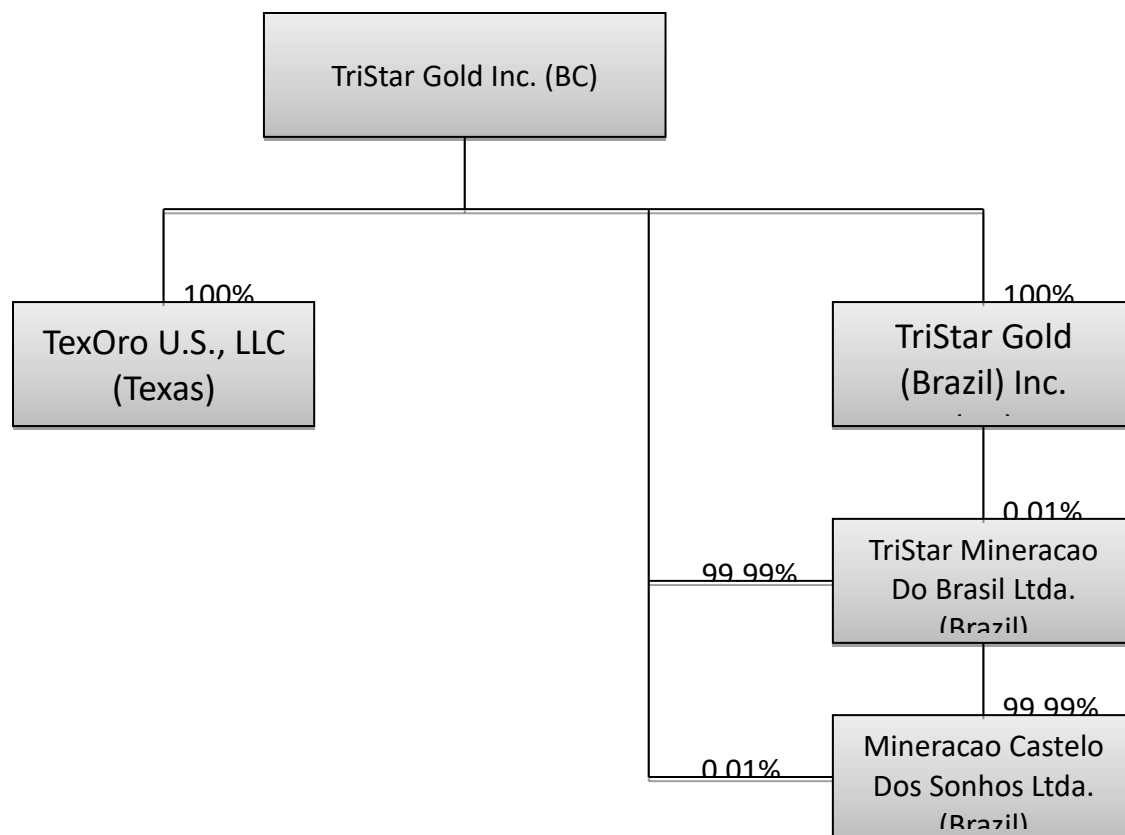 TriStar Gold Inc. (BC)
100%
100%
TexOro U.S., LLC
(Texas)
TriStar Gold
(Brazil) Inc.
0.01%
TriStar Mineracao
Do Brasil Ltda.
(Brazil)
99.99%
99.99%
Mineracao Castelo
Dos Sonhos Ltda.
(Brazil)
0.01%